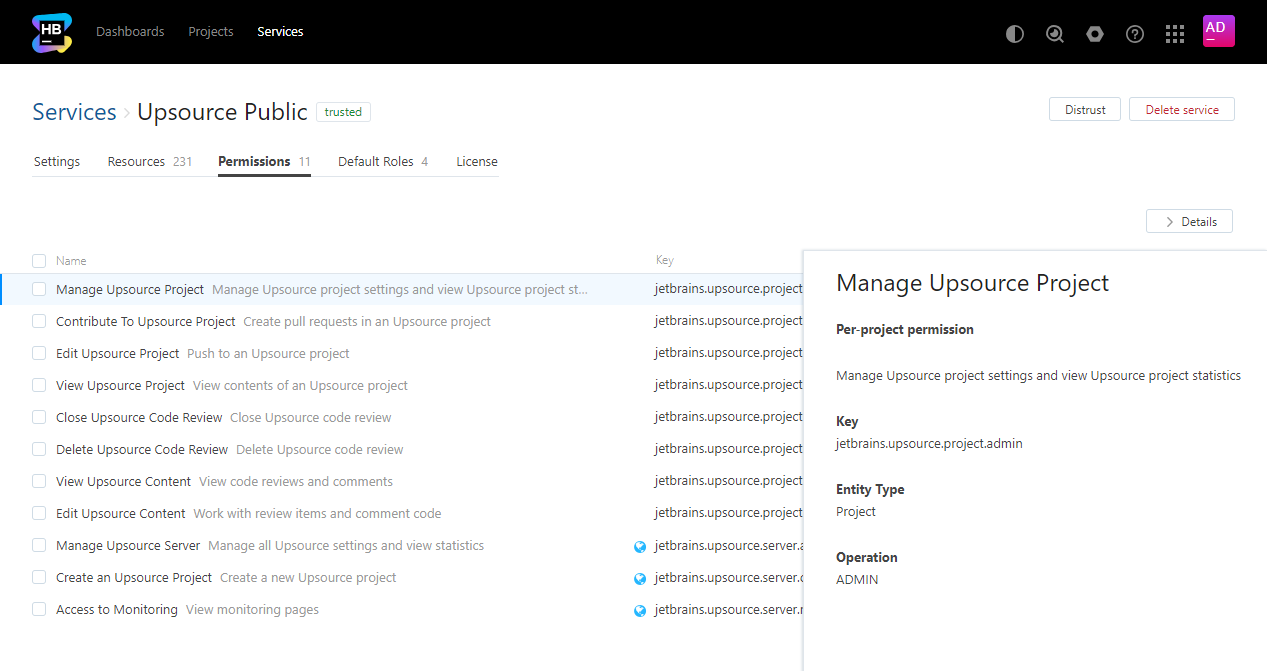 HB Dashboards Projects Services AD
Services › Upsource Public trusted Distrust Delete service
Settings Resources 231 Permissions 11 Default Roles 4 License
Details
Name Key
Manage Upsource Project Manage Upsource project settings and view Upsource project st... jetbrains.upsource.project
Contribute To Upsource Project Create pull requests in an Upsource project jetbrains.upsource.project
Edit Upsource Project Push to an Upsource project jetbrains.upsource.project
View Upsource Project View contents of an Upsource project jetbrains.upsource.project
Close Upsource Code Review Close Upsource code review jetbrains.upsource.project
Delete Upsource Code Review Delete Upsource code review jetbrains.upsource.project
View Upsource Content View code reviews and comments jetbrains.upsource.project
Edit Upsource Content Work with review items and comment code jetbrains.upsource.project
Manage Upsource Server Manage all Upsource settings and view statistics jetbrains.upsource.server.a
Create an Upsource Project Create a new Upsource project jetbrains.upsource.server.c
Access to Monitoring View monitoring pages jetbrains.upsource.server.r
Manage Upsource Project
Per-project permission
Manage Upsource project settings and view Upsource project statistics
Key
jetbrains.upsource.project.admin
Entity Type
Project
Operation
ADMIN